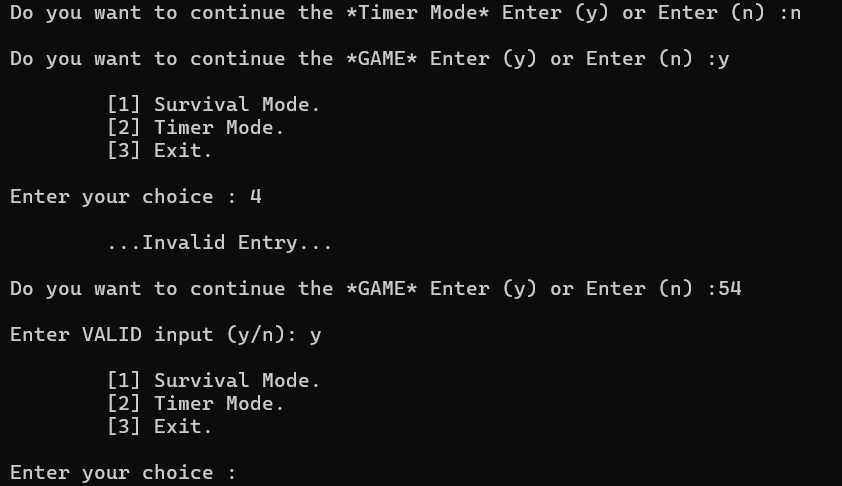 Do you want to continue the *Timer Mode* Enter (y) or Enter (n) :n
Do you want to continue the *GAME* Enter (y) or Enter (n) :y
[1] Survival Mode.
[2] Timer Mode.
[3] Exit.
Enter your choice : 4
...Invalid Entry...
Do you want to continue the *GAME* Enter (y) or Enter (n) :54
Enter VALID input (y/n): y
[1] Survival Mode.
[2] Timer Mode.
[3] Exit.
Enter your choice :